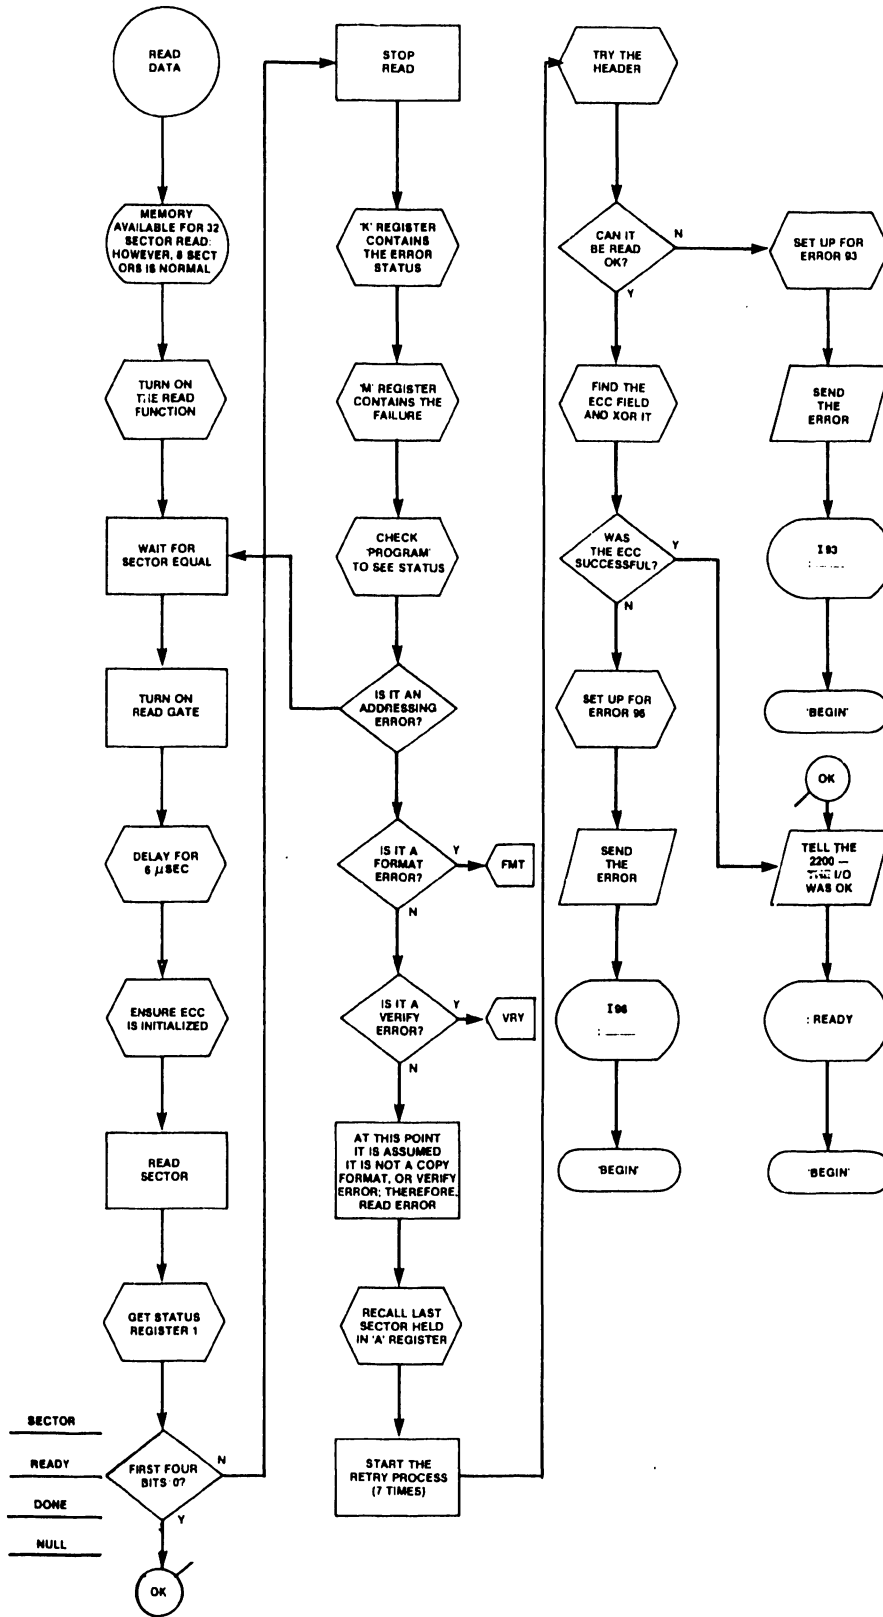 READ
DATA
MEMORY
AVAILABLE FOR 32
SECTOR READ:
HOWEVER, 8 SECT
ORS IS NORMAL
TURN ON
THE READ
FUNCTION
WAIT FOR
SECTOR EQUAL
TURN ON
READ GATE
DELAY FOR
6 µSEC
ENSURE ECC
IS INITIALIZED
READ
SECTOR
GET STATUS
REGISTER 1
SECTOR
READY
DONE
NULL
FIRST FOUR
BITS 0?
N
Y
OK
STOP
READ
'K' REGISTER
CONTAINS
THE ERROR
STATUS
'M' REGISTER
CONTAINS THE
FAILURE
CHECK
'PROGRAM'
TO SEE STATUS
IS IT AN
ADDRESSING
ERROR?
IS IT A
FORMAT
ERROR?
Y
FMT
N
IS IT A
VERIFY
ERROR?
Y
VRY
N
AT THIS POINT
IT IS ASSUMED
IT IS NOT A COPY
FORMAT, OR VERIFY
ERROR; THEREFORE,
READ ERROR
RECALL LAST
SECTOR HELD
IN 'A' REGISTER
START THE
RETRY PROCESS
(7 TIMES)
TRY THE
HEADER
CAN IT
BE READ
OK?
N
Y
FIND THE
ECC FIELD
AND XOR IT
WAS
THE ECC
SUCCESSFUL?
Y
N
SET UP FOR
ERROR 96
SEND
THE
ERROR
I 96
:
'BEGIN'
SET UP FOR
ERROR 93
SEND
THE
ERROR
I 93
:
'BEGIN'
OK
TELL THE
2200 —
THE I/O
WAS OK
: READY
'BEGIN'